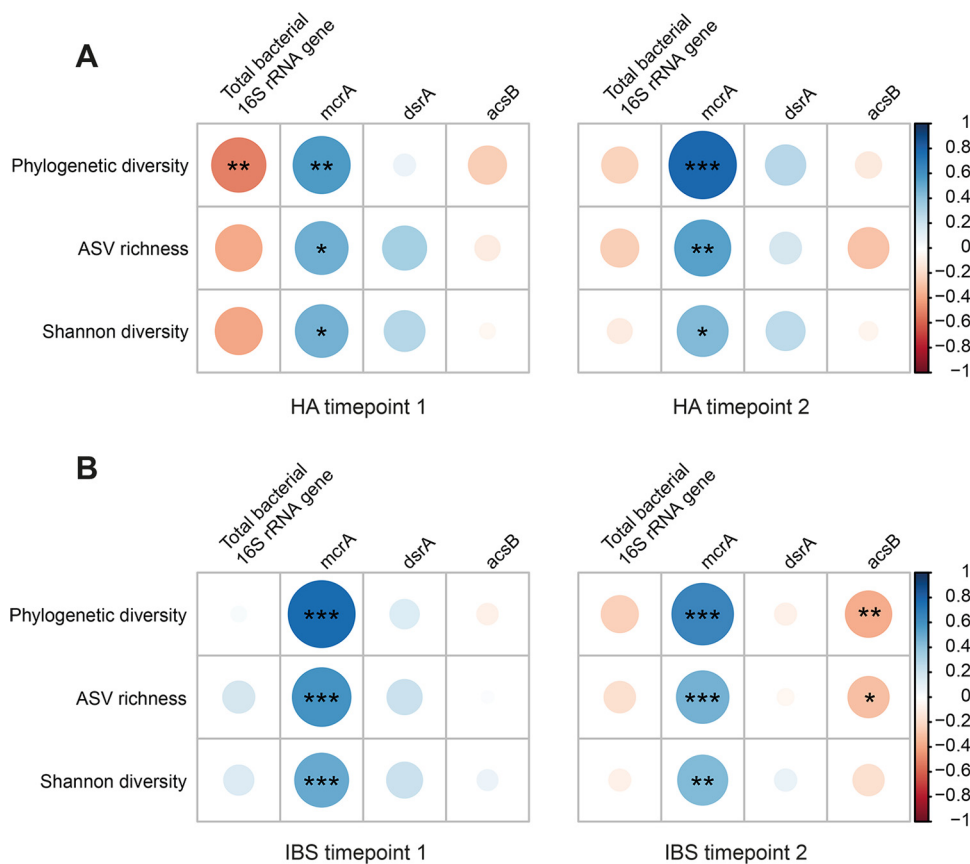 A
Total bacterial
16S rRNA gene
mcrA
dsrA
acsB
Total bacterial
16S rRNA gene
mcrA
dsrA
acsB
Phylogenetic diversity
**
**
***
ASV richness
*
**
Shannon diversity
*
*
1
0.8
0.6
0.4
0.2
0
−0.2
−0.4
−0.6
−0.8
−1
HA timepoint 1
HA timepoint 2
B
Total bacterial
16S rRNA gene
mcrA
dsrA
acsB
Total bacterial
16S rRNA gene
mcrA
dsrA
acsB
Phylogenetic diversity
***
***
**
ASV richness
***
***
*
Shannon diversity
***
**
1
0.8
0.6
0.4
0.2
0
−0.2
−0.4
−0.6
−0.8
−1
IBS timepoint 1
IBS timepoint 2